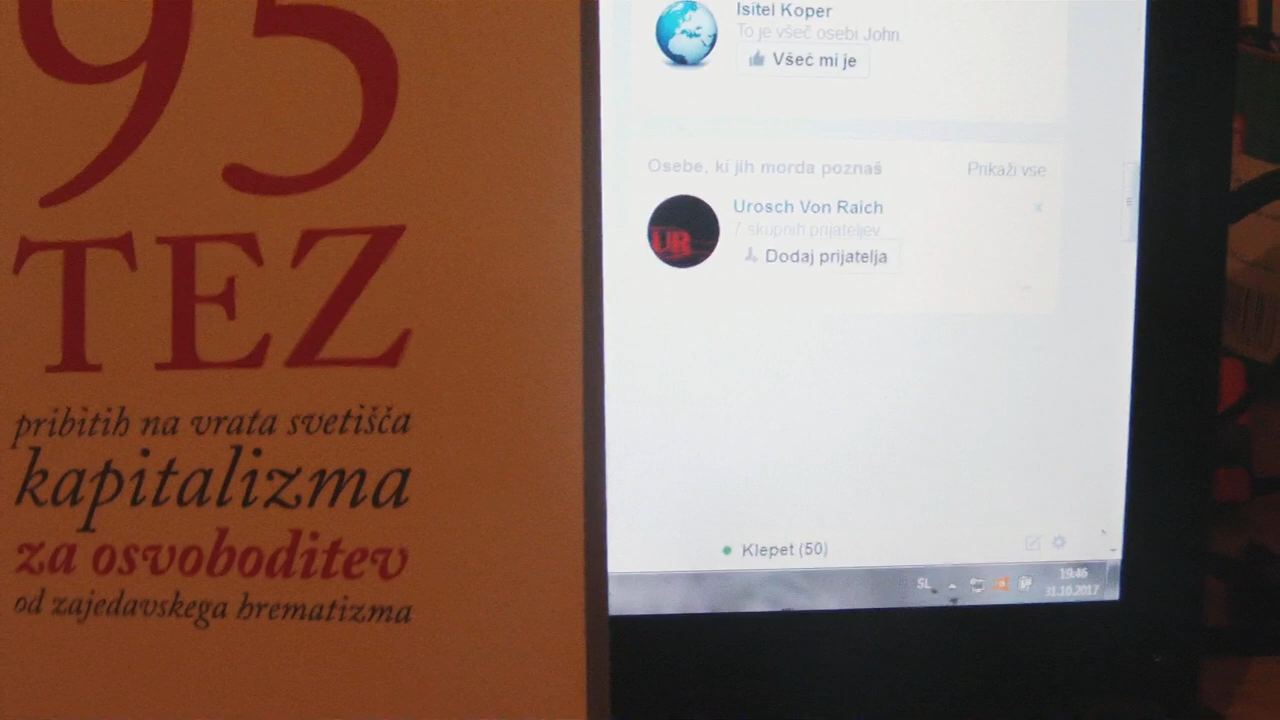 95
TEZ
pribitih na vrata svetišča
kapitalizma
za osvoboditev
od zajedavskega hrematizma
Isitel Koper
To je všeč osebi John
Všeč mi je
Osebe, ki jih morda poznaš
Prikaži vse
Urosch Von Raich
7 skupnih prijateljev
UR
Dodaj prijatelja
Klepet (50)
SL
19:46
31.10.2017